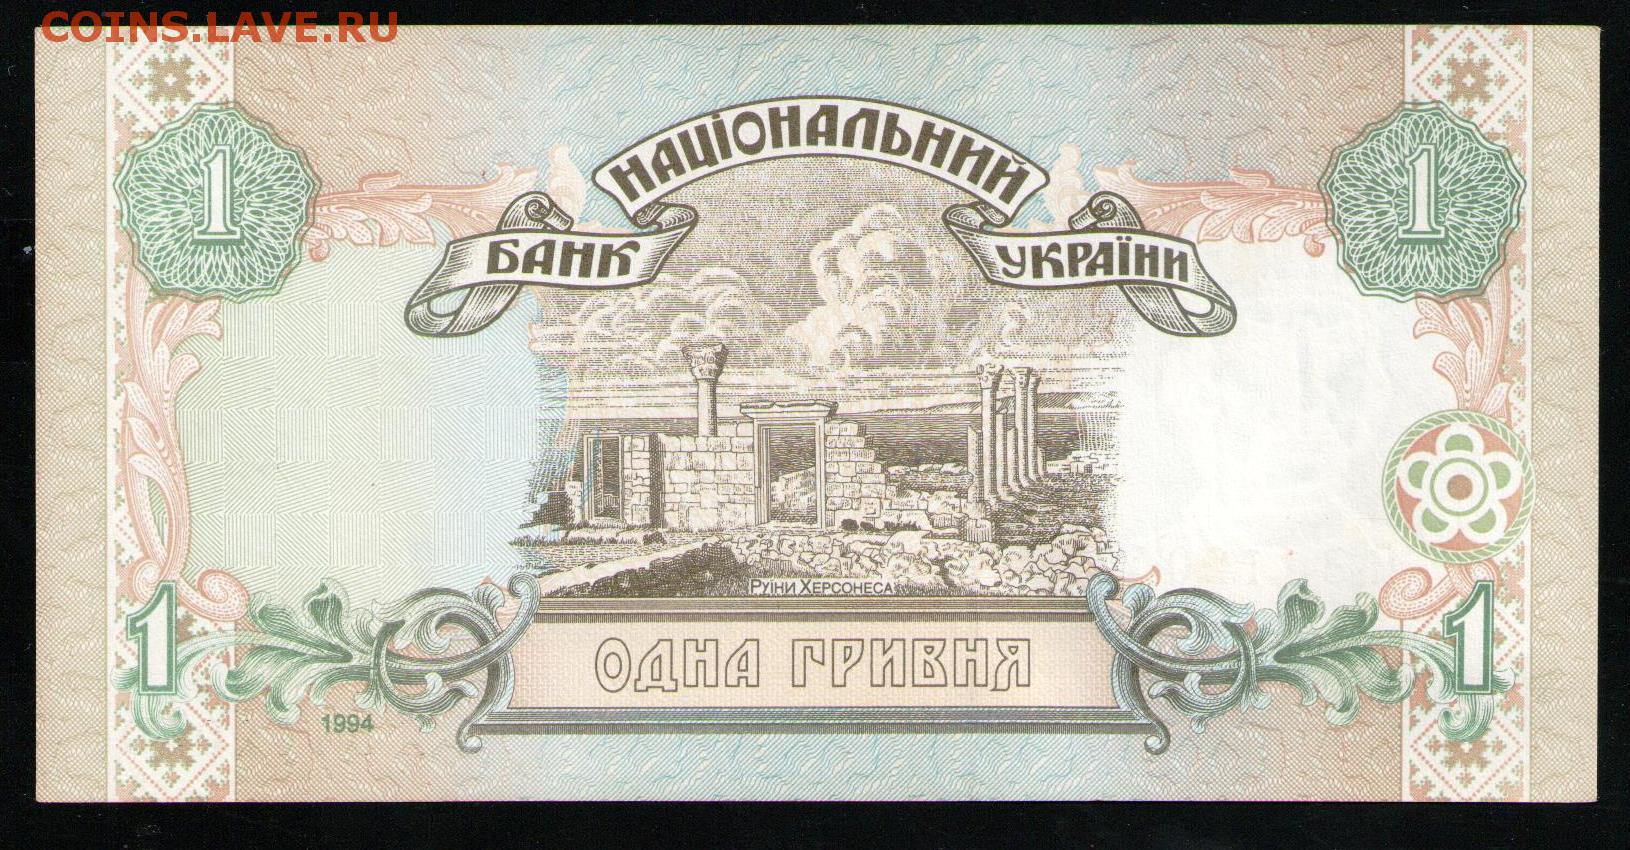 COINS.LAVE.RU
НАЦІОНАЛЬНИЙ
БАНК УКРАЇНИ
1 1
РУЇНИ ХЕРСОНЕСА
1 1
ОДНА ГРИВНЯ
1994